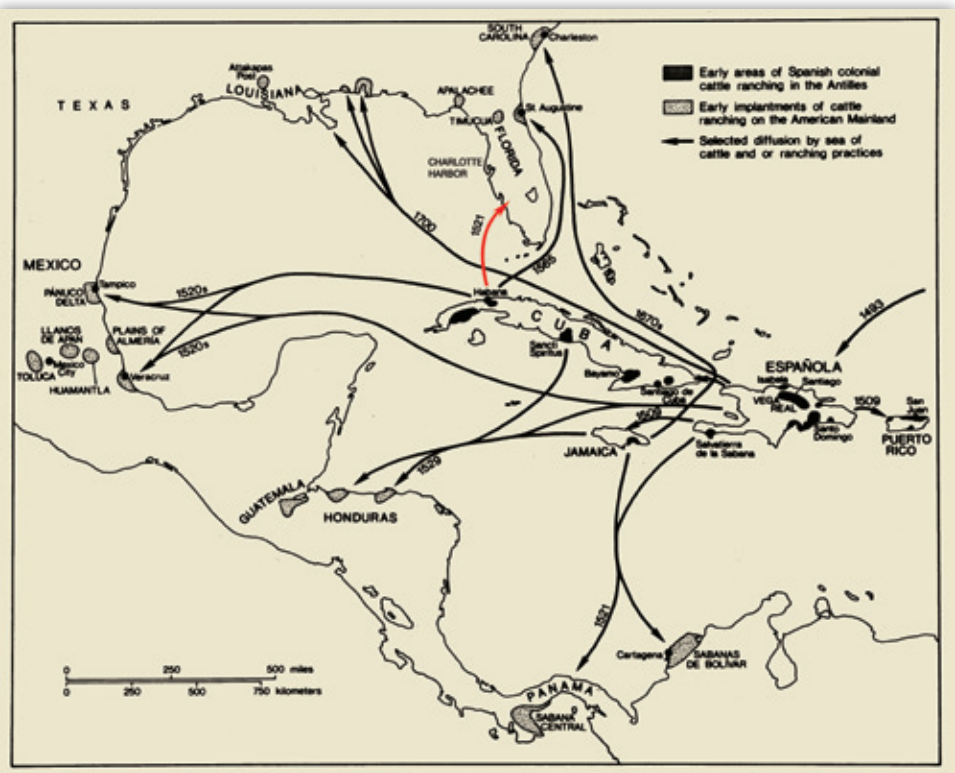 SOUTH
CAROLINA
Charleston
Early areas of Spanish colonial
cattle ranching in the Antilles
Early implantments of cattle
ranching on the American Mainland
Selected diffusion by sea of
cattle and or ranching practices
Attakapas
Post
LOUISIANA
TEXAS
APALACHEE
TIMUCUA
St. Augustine
FLORIDA
CHARLOTTE
HARBOR
1521
1700
1565
1670s
1493
MEXICO
PÁNUCO
DELTA
Tampico
1520s
Habana
CUBA
LLANOS
DE APAN
PLAINS OF
ALMERÍA
1520s
Sancti
Spiritus
TOLUCA
Mexico
City
HUAMANTLA
Veracruz
Bayamo
Santiago de
Cuba
ESPAÑOLA
Isabela
Santiago
VEGA
REAL
1509
San
Juan
1509
Santo
Domingo
PUERTO
RICO
JAMAICA
Salvatierra
de la Sabana
1529
GUATEMALA
HONDURAS
1521
Cartagena
SABANAS
DE BOLÍVAR
0 250 500 miles
0 250 500 750 kilometers
PANAMA
SABANA
CENTRAL